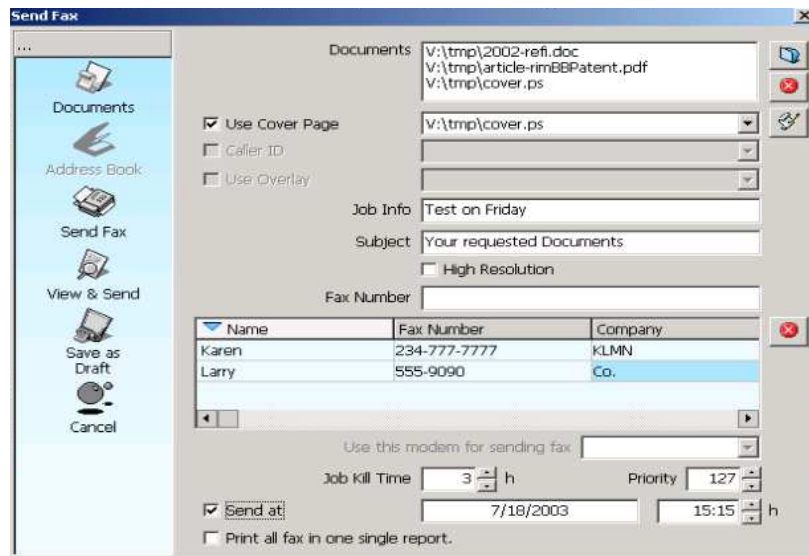 Send Fax
...
Documents
Address Book
Send Fax
View & Send
Save as
Draft
Cancel
Documents
V:\tmp\2002-refi.doc
V:\tmp\article-rimBBPatent.pdf
V:\tmp\cover.ps
Use Cover Page V:\tmp\cover.ps
Caller ID
Use Overlay
Job Info Test on Friday
Subject Your requested Documents
High Resolution
Fax Number
Name Fax Number Company
Karen 234-777-7777 KLMN
Larry 555-9090 Co.
Use this modem for sending fax
Job Kill Time 3 h Priority 127
Send at 7/18/2003 15:15 h
Print all fax in one single report.